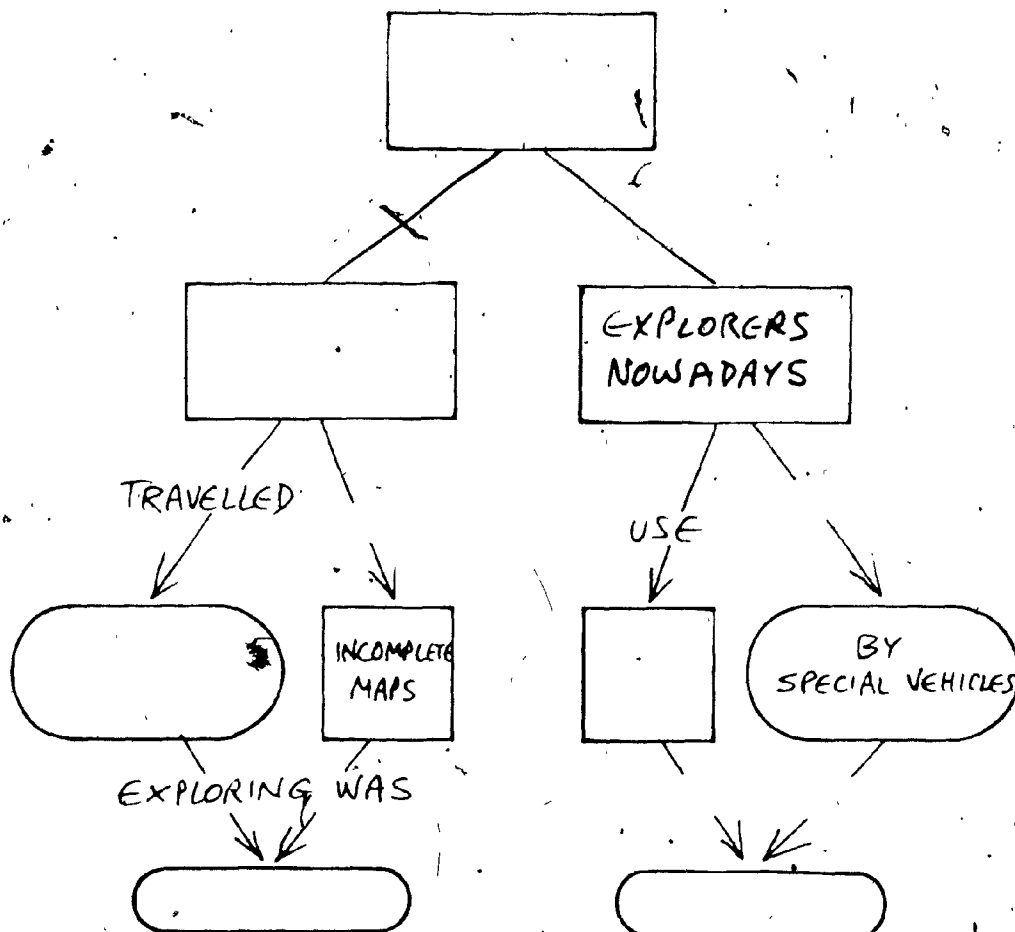 EXPLORERS
NOWADAYS
TRAVELLED
USE
INCOMPLETE
MAPS
BY
SPECIAL VEHICLES
EXPLORING WAS